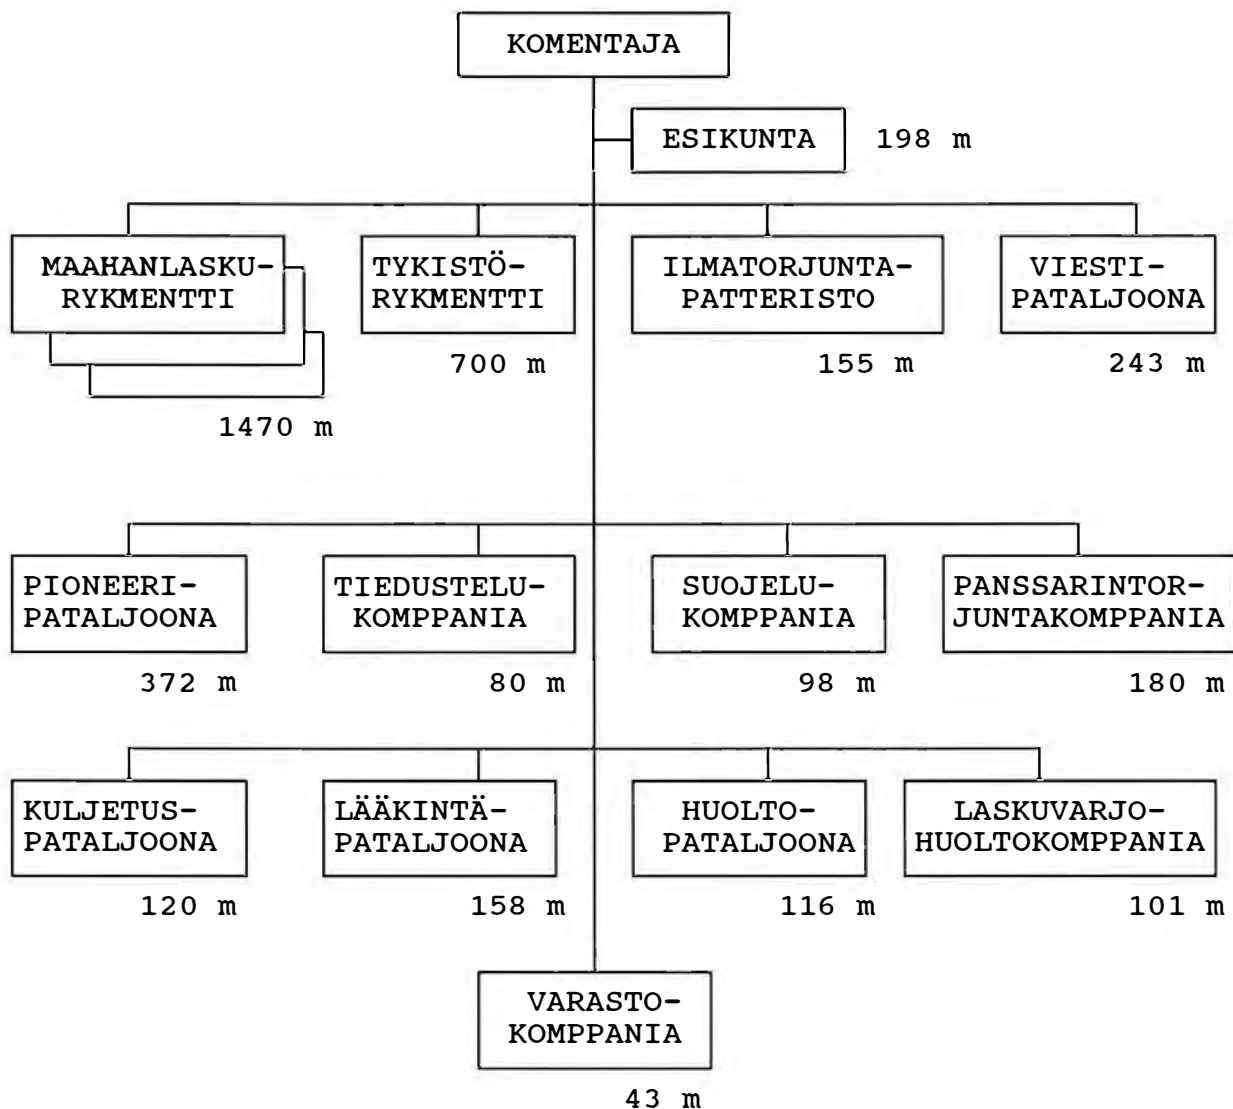 KOMENTAJA
ESIKUNTA 198 m
MAAHANLASKU-
RYKMENTTI
1470 m
TYKISTÖ-
RYKMENTTI
700 m
ILMATORJUNTA-
PATTERISTO
155 m
VIESTI-
PATALJOONA
243 m
PIONEERI-
PATALJOONA
372 m
TIEDUSTELU-
KOMPPANIA
80 m
SUOJELU-
KOMPPANIA
98 m
PANSSARINTOR-
JUNTAKOMPPANIA
180 m
KULJETUS-
PATALJOONA
120 m
LÄÄKINTÄ-
PATALJOONA
158 m
HUOLTO-
PATALJOONA
116 m
LASKUVARJO-
HUOLTOKOMPPANIA
101 m
VARASTO-
KOMPPANIA
43 m